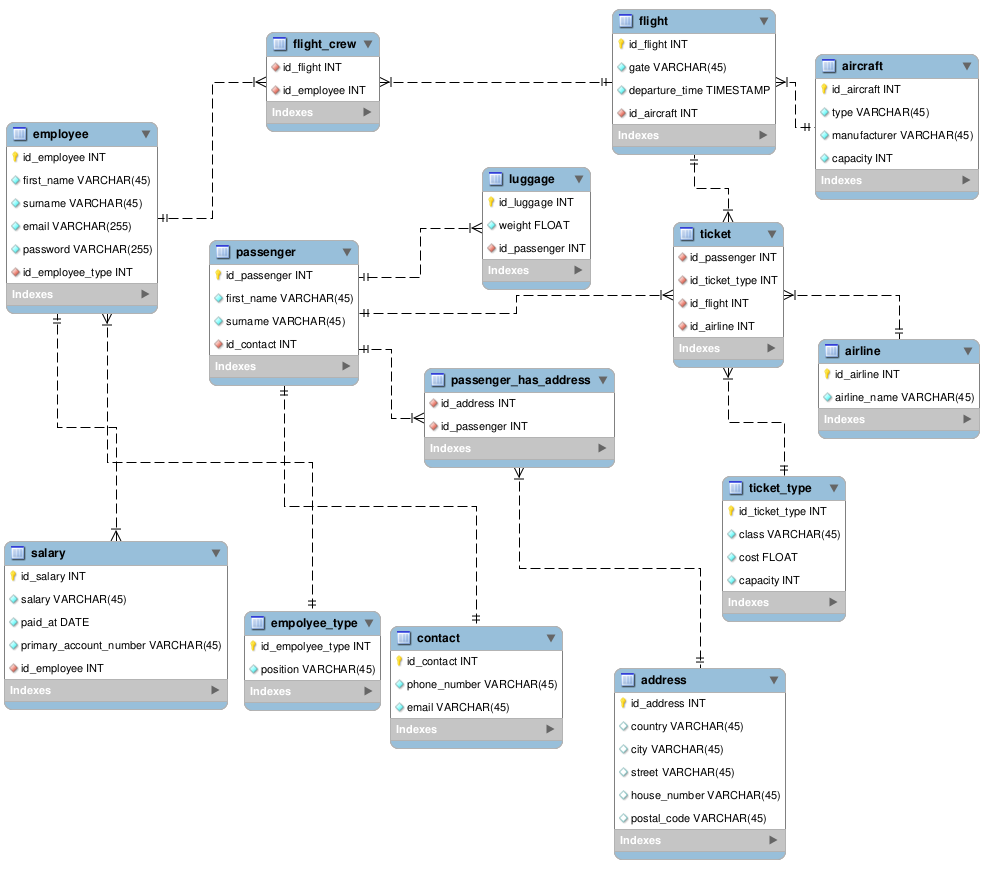 flight
id_flight INT
gate VARCHAR(45)
departure_time TIMESTAMP
id_aircraft INT
Indexes
flight_crew
id_flight INT
id_employee INT
Indexes
aircraft
id_aircraft INT
type VARCHAR(45)
manufacturer VARCHAR(45)
capacity INT
Indexes
employee
id_employee INT
first_name VARCHAR(45)
surname VARCHAR(45)
email VARCHAR(255)
password VARCHAR(255)
id_employee_type INT
Indexes
luggage
id_luggage INT
weight FLOAT
id_passenger INT
Indexes
passenger
id_passenger INT
first_name VARCHAR(45)
surname VARCHAR(45)
id_contact INT
Indexes
ticket
id_passenger INT
id_ticket_type INT
id_flight INT
id_airline INT
Indexes
airline
id_airline INT
airline_name VARCHAR(45)
Indexes
passenger_has_address
id_address INT
id_passenger INT
Indexes
ticket_type
id_ticket_type INT
class VARCHAR(45)
cost FLOAT
capacity INT
Indexes
salary
id_salary INT
salary VARCHAR(45)
paid_at DATE
primary_account_number VARCHAR(45)
id_employee INT
Indexes
empolyee_type
id_empolyee_type INT
position VARCHAR(45)
Indexes
contact
id_contact INT
phone_number VARCHAR(45)
email VARCHAR(45)
Indexes
address
id_address INT
country VARCHAR(45)
city VARCHAR(45)
street VARCHAR(45)
house_number VARCHAR(45)
postal_code VARCHAR(45)
Indexes